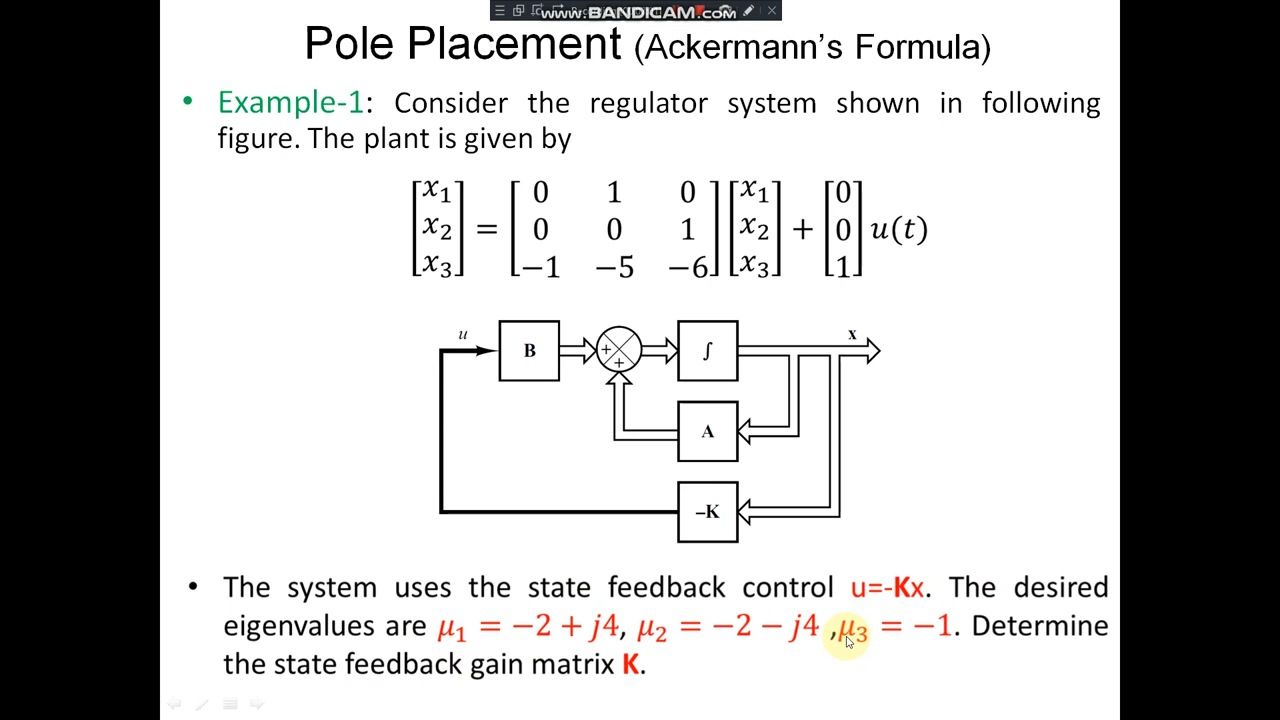 www.BANDICAM.com
Pole Placement (Ackermann's Formula)
• Example-1: Consider the regulator system shown in following
figure. The plant is given by
[x₁ x₂ x₃] = [0 1 0; 0 0 1; −1 −5 −6] [x₁ x₂ x₃] + [0 0 1] u(t)
u B + + ∫ x
A
−K
• The system uses the state feedback control u=-Kx. The desired
eigenvalues are μ₁ = −2 + j4, μ₂ = −2 − j4 ,μ₃ = −1. Determine
the state feedback gain matrix K.